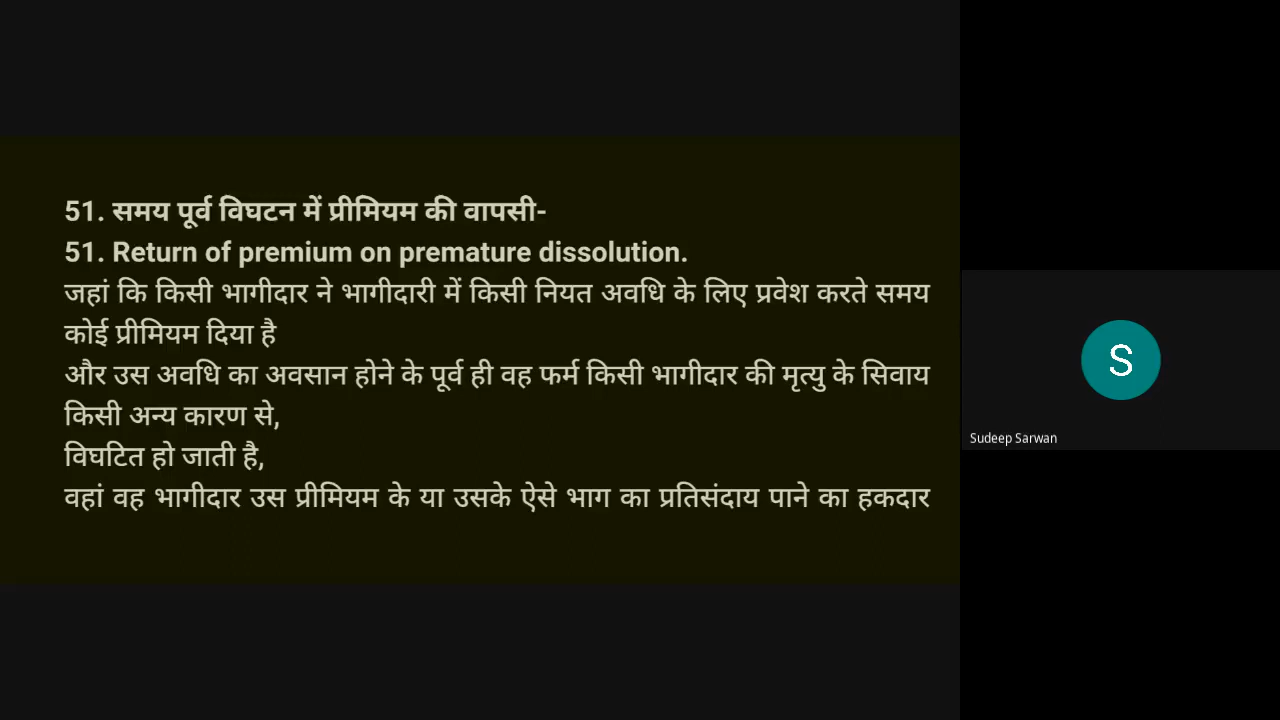 51. समय पूर्व विघटन में प्रीमियम की वापसी-
51. Return of premium on premature dissolution.
जहां कि किसी भागीदार ने भागीदारी में किसी नियत अवधि के लिए प्रवेश करते समय
कोई प्रीमियम दिया है
और उस अवधि का अवसान होने के पूर्व ही वह फर्म किसी भागीदार की मृत्यु के सिवाय
किसी अन्य कारण से,
विघटित हो जाती है,
वहां वह भागीदार उस प्रीमियम के या उसके ऐसे भाग का प्रतिसंदाय पाने का हकदार
S
Sudeep Sarwan